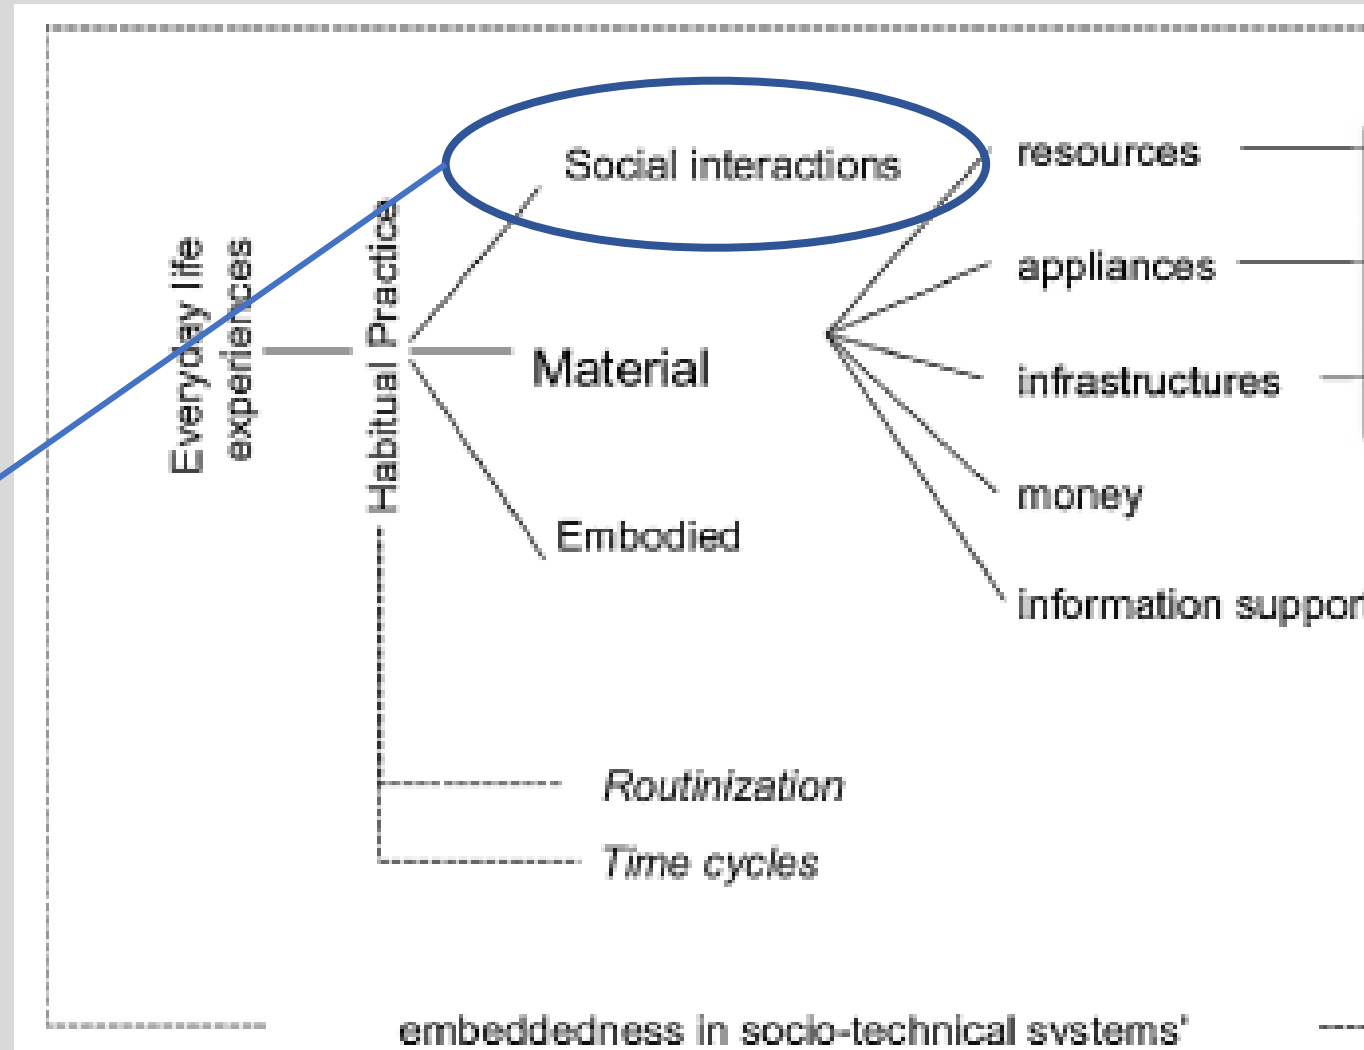 Everyday life
experiences
Habitual Practice
Social interactions
Material
Embodied
resources
appliances
infrastructures
money
information support
Routinization
Time cycles
embeddedness in socio-technical systems'